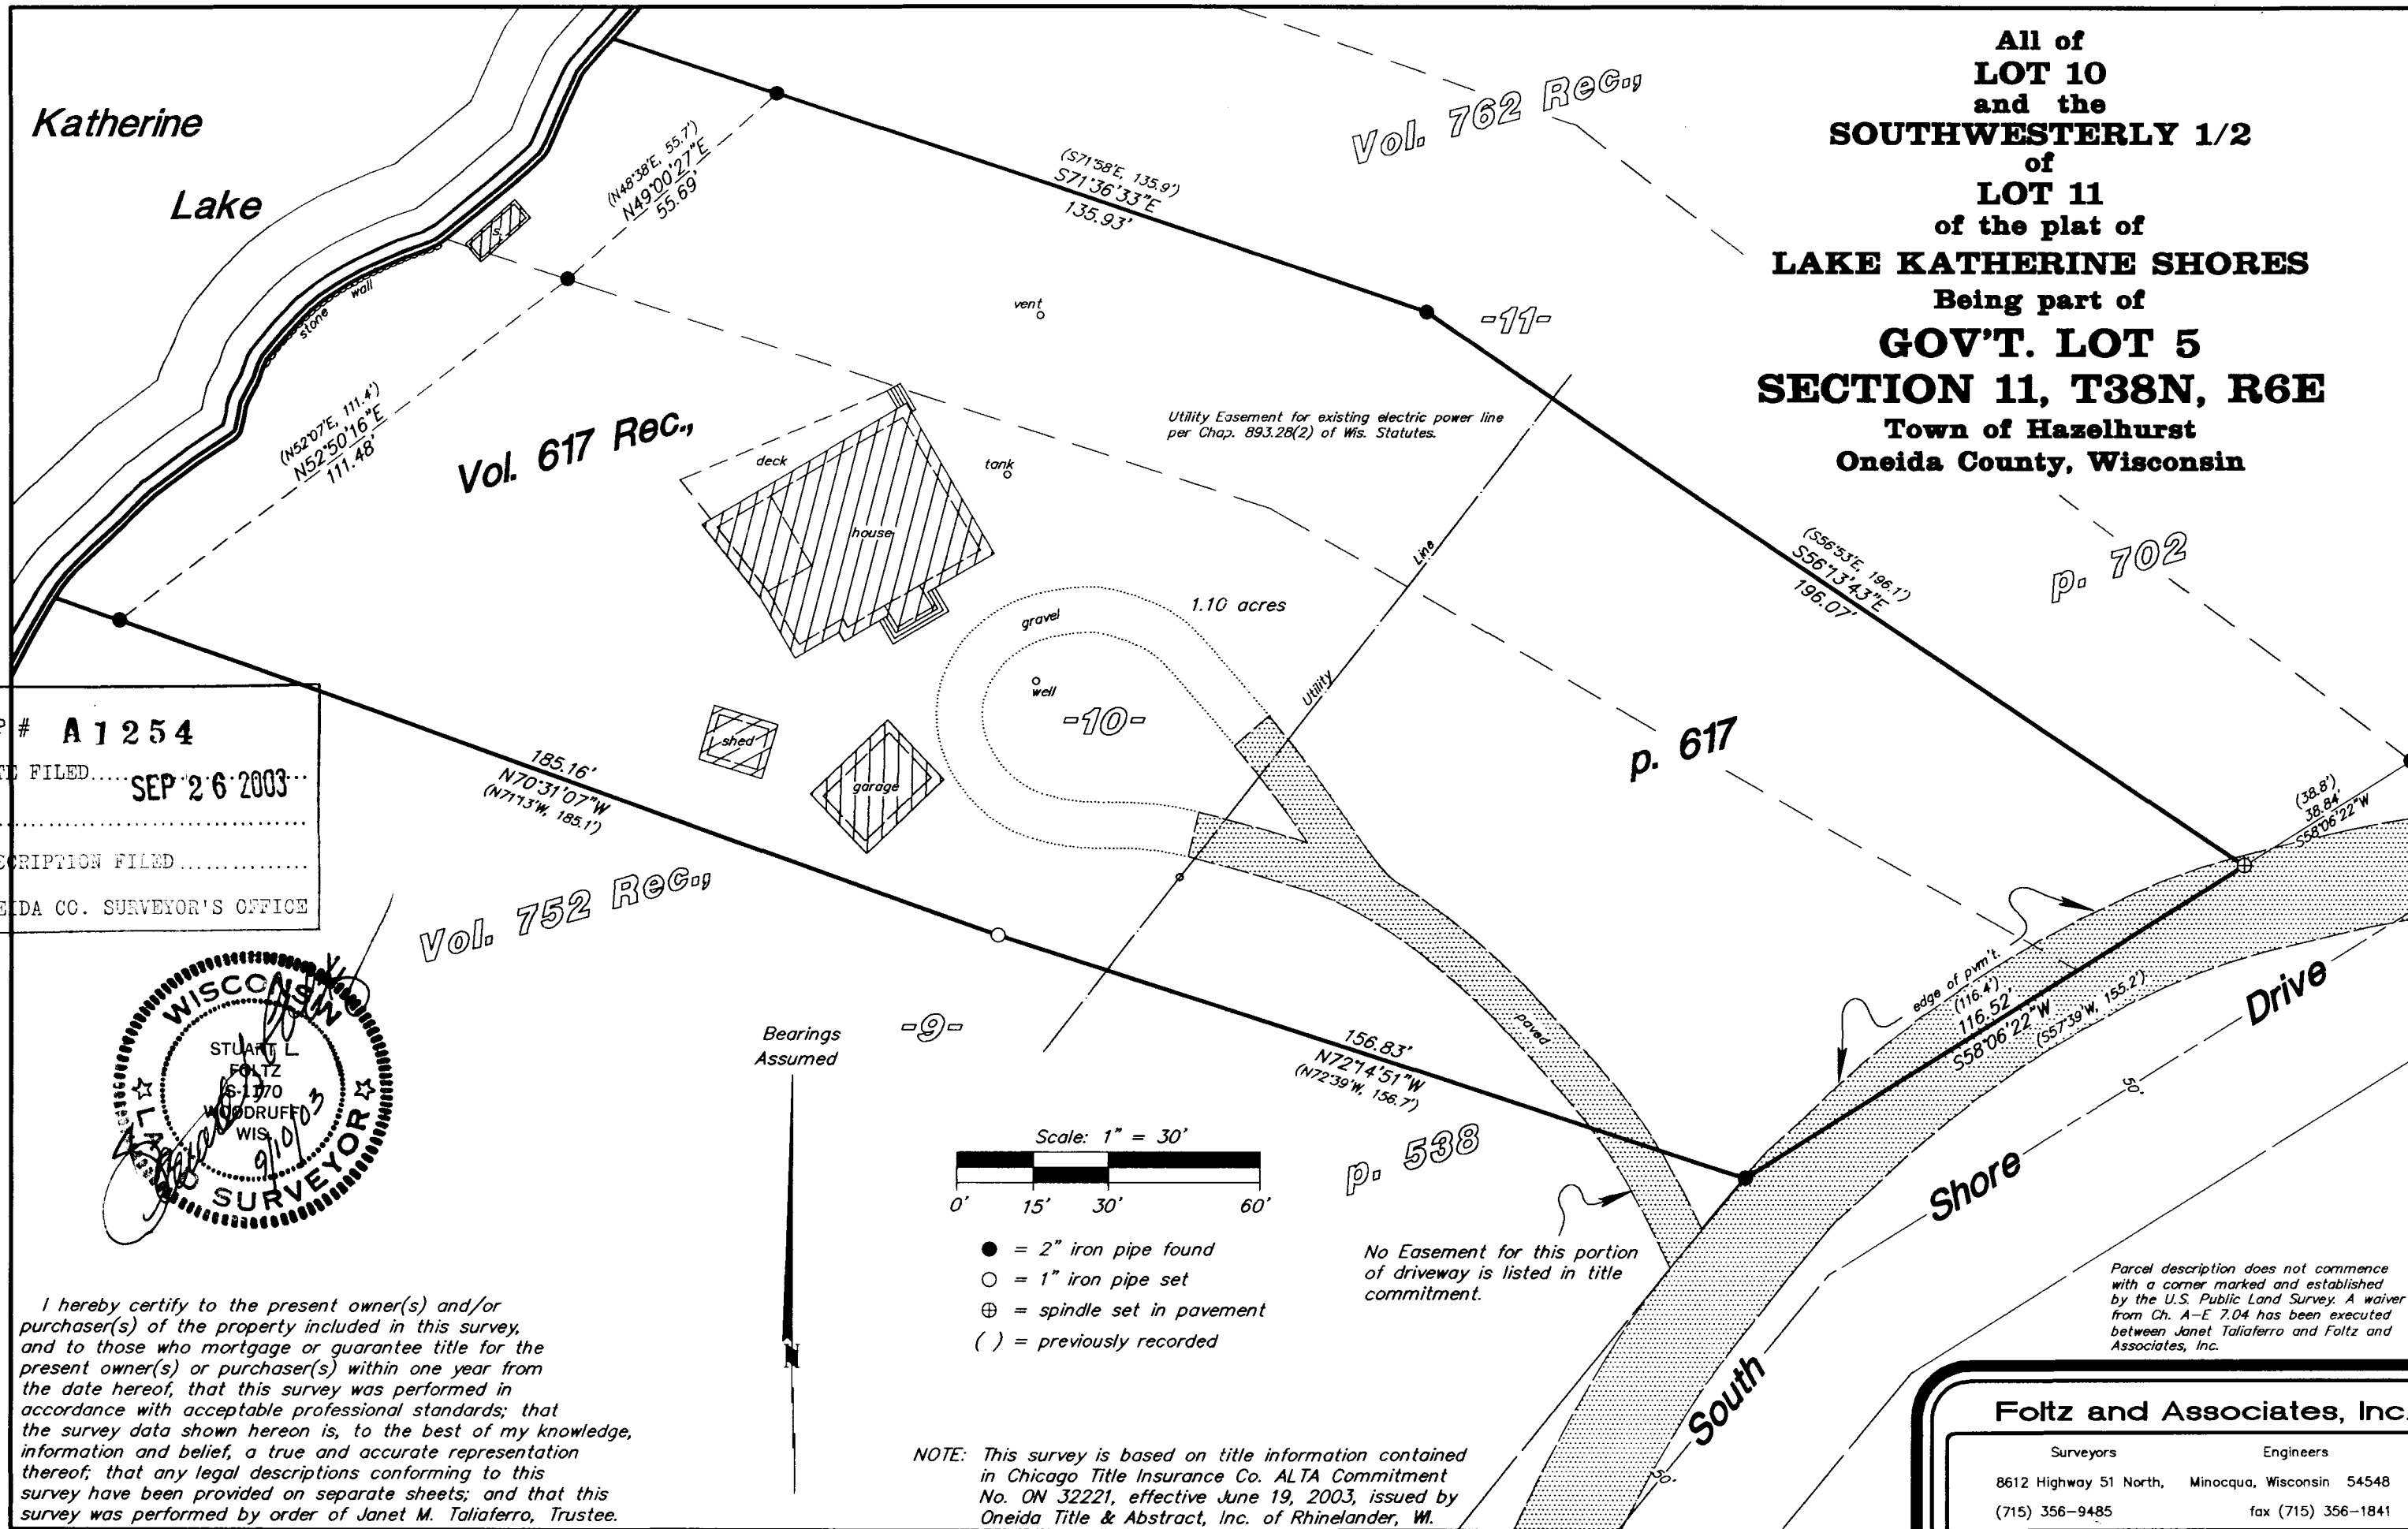 All of
LOT 10
and the
SOUTHWESTERLY 1/2
of
LOT 11
of the plat of
LAKE KATHERINE SHORES
Being part of
GOV'T. LOT 5
SECTION 11, T38N, R6E
Town of Hazelhurst
Oneida County, Wisconsin
Katherine
Lake
Vol. 762 Rec.,
(N48°38'E, 55.7')
N49°00'27"E
55.69'
(S71°58'E, 135.9')
S71°36'33"E
135.93'
S.
stone wall
vent
-11-
(N52°07'E, 111.4')
N52°50'16"E
111.48'
Vol. 617 Rec.,
deck
tank
house
Utility Easement for existing electric power line
per Chap. 893.28(2) of Wis. Statutes.
Utility Line
(S56°53'E, 196.1')
S56°13'43"E
196.07'
p. 702
gravel
1.10 acres
well
-10-
shed
garage
p. 617
(38.8')
38.84'
S58°06'22"W
# A1254
FILED
SEP 26 2003
FILED
CO. SURVEYOR'S OFFICE
185.16'
N70°31'07"W
(N71°13'W, 185.1')
Vol. 752 Rec.,
-9-
Bearings
Assumed
N
156.83'
N72°14'51"W
(N72°39'W, 156.7')
p. 538
paved
edge of pvm't.
(116.4')
116.52'
S58°06'22"W
(S57°39'W, 155.2')
South Shore Drive
50'
50'
WISCONSIN
STUART L.
FOLTZ
S-1170
WOODRUFF
WIS.
LAND SURVEYOR
9/10/03
Scale: 1" = 30'
0' 15' 30' 60'
● = 2" iron pipe found
○ = 1" iron pipe set
⊕ = spindle set in pavement
( ) = previously recorded
No Easement for this portion
of driveway is listed in title
commitment.
I hereby certify to the present owner(s) and/or
purchaser(s) of the property included in this survey,
and to those who mortgage or guarantee title for the
present owner(s) or purchaser(s) within one year from
the date hereof, that this survey was performed in
accordance with acceptable professional standards; that
the survey data shown hereon is, to the best of my knowledge,
information and belief, a true and accurate representation
thereof; that any legal descriptions conforming to this
survey have been provided on separate sheets; and that this
survey was performed by order of Janet M. Taliaferro, Trustee.
NOTE: This survey is based on title information contained
in Chicago Title Insurance Co. ALTA Commitment
No. ON 32221, effective June 19, 2003, issued by
Oneida Title & Abstract, Inc. of Rhinelander, WI.
Parcel description does not commence
with a corner marked and established
by the U.S. Public Land Survey. A waiver
from Ch. A-E 7.04 has been executed
between Janet Taliaferro and Foltz and
Associates, Inc.
Foltz and Associates, Inc.
Surveyors Engineers
8612 Highway 51 North, Minocqua, Wisconsin 54548
(715) 356-9485 fax (715) 356-1841